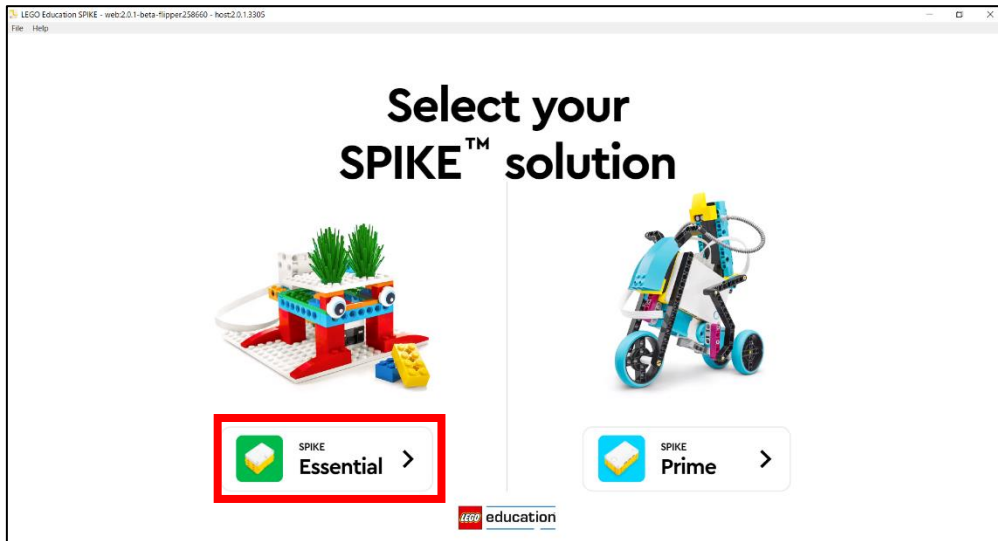 LEGO Education SPIKE - web:2.0.1-beta-flipper.258660 - host:2.0.1.3305
File Help
Select your
SPIKE™ solution
SPIKE
Essential
SPIKE
Prime
LEGO education